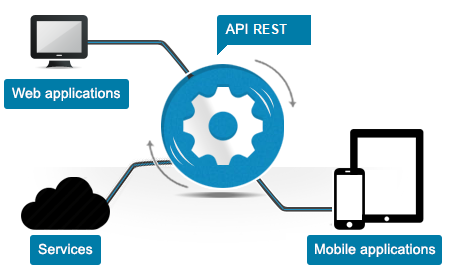 API REST
Web applications
Services
Mobile applications